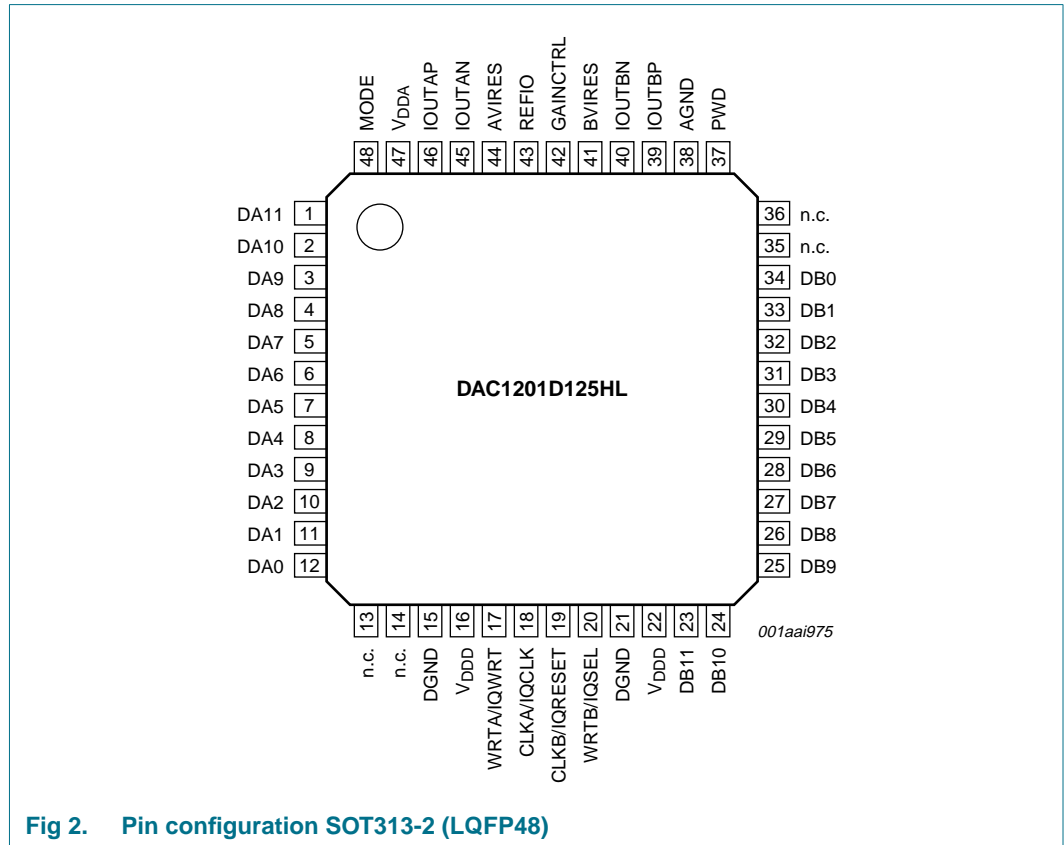 MODE
VDDA
IOUTAP
IOUTAN
AVIRES
REFIO
GAINCTRL
BVIRES
IOUTBN
IOUTBP
AGND
PWD
48
47
46
45
44
43
42
41
40
39
38
37
DA11 1
DA10 2
DA9 3
DA8 4
DA7 5
DA6 6
DA5 7
DA4 8
DA3 9
DA2 10
DA1 11
DA0 12
DAC1201D125HL
36 n.c.
35 n.c.
34 DB0
33 DB1
32 DB2
31 DB3
30 DB4
29 DB5
28 DB6
27 DB7
26 DB8
25 DB9
13
14
15
16
17
18
19
20
21
22
23
24
n.c.
n.c.
DGND
VDDD
WRTA/IQWRT
CLKA/IQCLK
CLKB/IQRESET
WRTB/IQSEL
DGND
VDDD
DB11
DB10
001aai975
Fig 2. Pin configuration SOT313-2 (LQFP48)